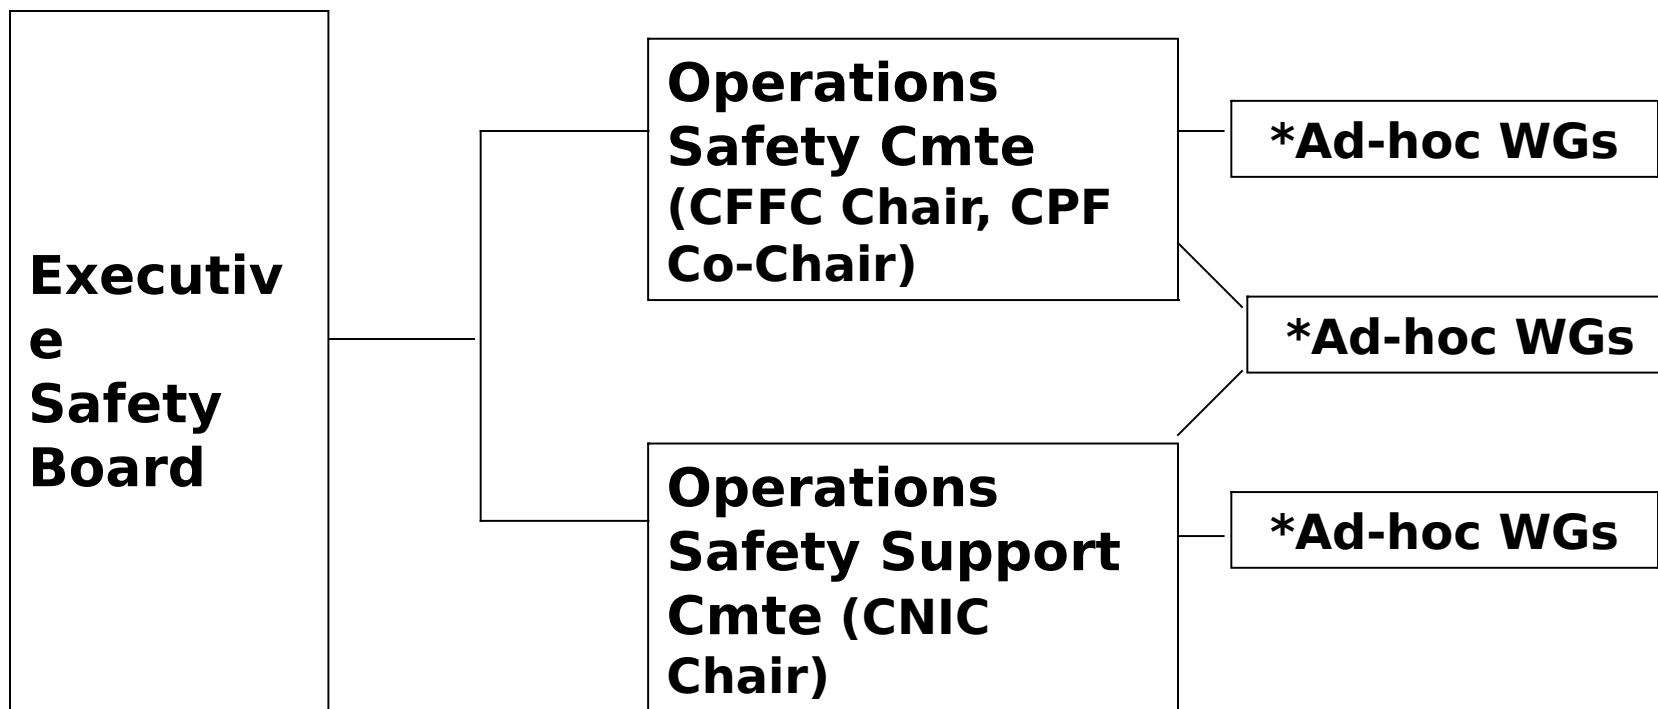 Executiv
e
Safety
Board
Operations
Safety Cmte
(CFFC Chair, CPF
Co-Chair)
*Ad-hoc WGs
*Ad-hoc WGs
Operations
Safety Support
Cmte (CNIC
Chair)
*Ad-hoc WGs